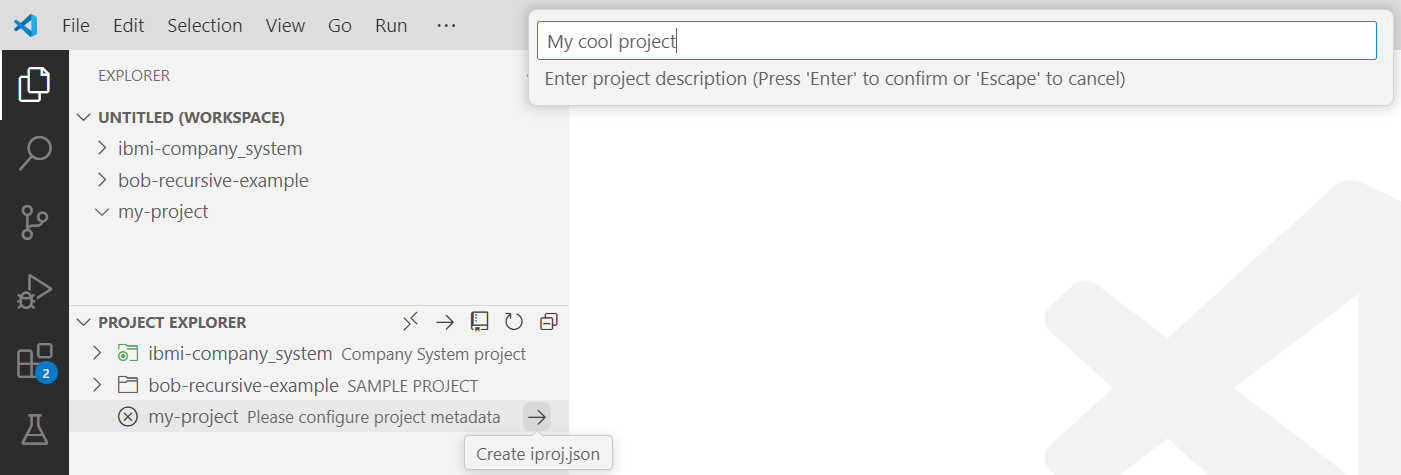 File Edit Selection View Go Run ···
My cool project
Enter project description (Press 'Enter' to confirm or 'Escape' to cancel)
EXPLORER
UNTITLED (WORKSPACE)
ibmi-company_system
bob-recursive-example
my-project
PROJECT EXPLORER
ibmi-company_system Company System project
bob-recursive-example SAMPLE PROJECT
2
my-project Please configure project metadata
Create iproj.json